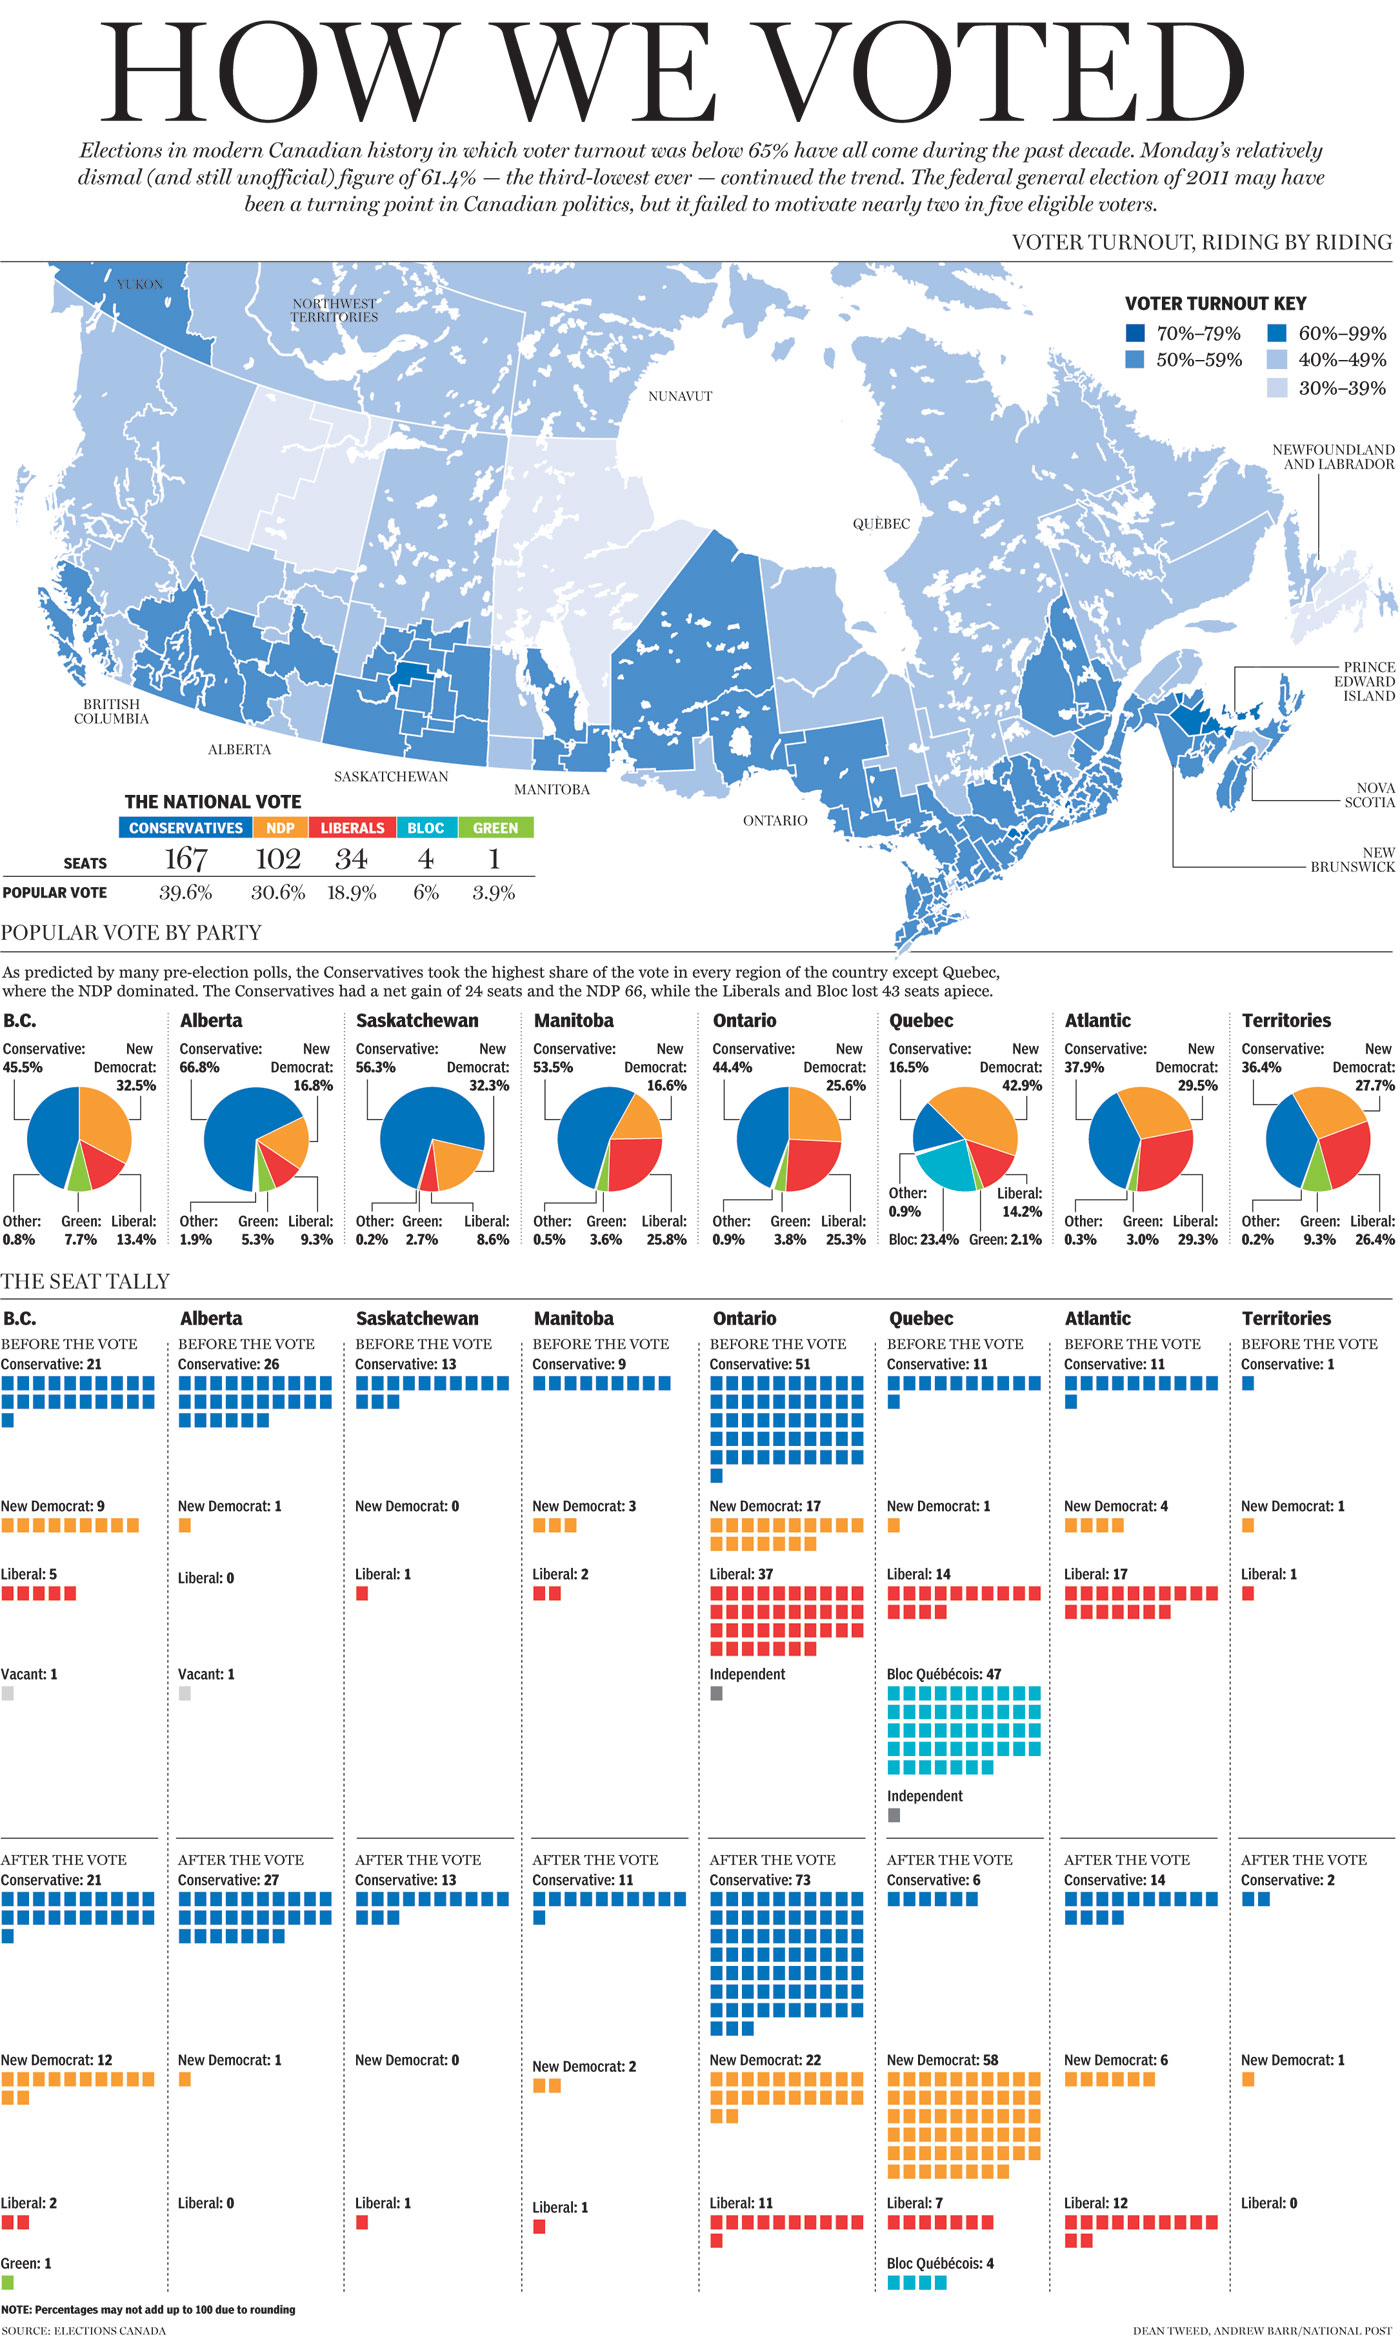 HOW WE VOTED
Elections in modern Canadian history in which voter turnout was below 65% have all come during the past decade. Monday's relatively
dismal (and still unofficial) figure of 61.4% — the third-lowest ever — continued the trend. The federal general election of 2011 may have
been a turning point in Canadian politics, but it failed to motivate nearly two in five eligible voters.
VOTER TURNOUT, RIDING BY RIDING
YUKON
NORTHWEST
TERRITORIES
NUNAVUT
VOTER TURNOUT KEY
70%–79%
60%–99%
50%–59%
40%–49%
30%–39%
NEWFOUNDLAND
AND LABRADOR
QUÉBEC
PRINCE
EDWARD
ISLAND
BRITISH
COLUMBIA
ALBERTA
SASKATCHEWAN
MANITOBA
ONTARIO
NOVA
SCOTIA
NEW
BRUNSWICK
THE NATIONAL VOTE
CONSERVATIVES NDP LIBERALS BLOC GREEN
SEATS 167 102 34 4 1
POPULAR VOTE 39.6% 30.6% 18.9% 6% 3.9%
POPULAR VOTE BY PARTY
As predicted by many pre-election polls, the Conservatives took the highest share of the vote in every region of the country except Quebec,
where the NDP dominated. The Conservatives had a net gain of 24 seats and the NDP 66, while the Liberals and Bloc lost 43 seats apiece.
B.C.
Conservative:
45.5%
New
Democrat:
32.5%
Other:
0.8%
Green:
7.7%
Liberal:
13.4%
Alberta
Conservative:
66.8%
New
Democrat:
16.8%
Other:
1.9%
Green:
5.3%
Liberal:
9.3%
Saskatchewan
Conservative:
56.3%
New
Democrat:
32.3%
Other:
0.2%
Green:
2.7%
Liberal:
8.6%
Manitoba
Conservative:
53.5%
New
Democrat:
16.6%
Other:
0.5%
Green:
3.6%
Liberal:
25.8%
Ontario
Conservative:
44.4%
New
Democrat:
25.6%
Other:
0.9%
Green:
3.8%
Liberal:
25.3%
Quebec
Conservative:
16.5%
New
Democrat:
42.9%
Other:
0.9%
Liberal:
14.2%
Bloc: 23.4%
Green: 2.1%
Atlantic
Conservative:
37.9%
New
Democrat:
29.5%
Other:
0.3%
Green:
3.0%
Liberal:
29.3%
Territories
Conservative:
36.4%
New
Democrat:
27.7%
Other:
0.2%
Green:
9.3%
Liberal:
26.4%
THE SEAT TALLY
B.C.
BEFORE THE VOTE
Conservative: 21
New Democrat: 9
Liberal: 5
Vacant: 1
AFTER THE VOTE
Conservative: 21
New Democrat: 12
Liberal: 2
Green: 1
Alberta
BEFORE THE VOTE
Conservative: 26
New Democrat: 1
Liberal: 0
Vacant: 1
AFTER THE VOTE
Conservative: 27
New Democrat: 1
Liberal: 0
Saskatchewan
BEFORE THE VOTE
Conservative: 13
New Democrat: 0
Liberal: 1
AFTER THE VOTE
Conservative: 13
New Democrat: 0
Liberal: 1
Manitoba
BEFORE THE VOTE
Conservative: 9
New Democrat: 3
Liberal: 2
AFTER THE VOTE
Conservative: 11
New Democrat: 2
Liberal: 1
Ontario
BEFORE THE VOTE
Conservative: 51
New Democrat: 17
Liberal: 37
Independent
AFTER THE VOTE
Conservative: 73
New Democrat: 22
Liberal: 11
Quebec
BEFORE THE VOTE
Conservative: 11
New Democrat: 1
Liberal: 14
Bloc Québécois: 47
Independent
AFTER THE VOTE
Conservative: 6
New Democrat: 58
Liberal: 7
Bloc Québécois: 4
Atlantic
BEFORE THE VOTE
Conservative: 11
New Democrat: 4
Liberal: 17
AFTER THE VOTE
Conservative: 14
New Democrat: 6
Liberal: 12
Territories
BEFORE THE VOTE
Conservative: 1
New Democrat: 1
Liberal: 1
AFTER THE VOTE
Conservative: 2
New Democrat: 1
Liberal: 0
NOTE: Percentages may not add up to 100 due to rounding
SOURCE: ELECTIONS CANADA
DEAN TWEED, ANDREW BARR/NATIONAL POST